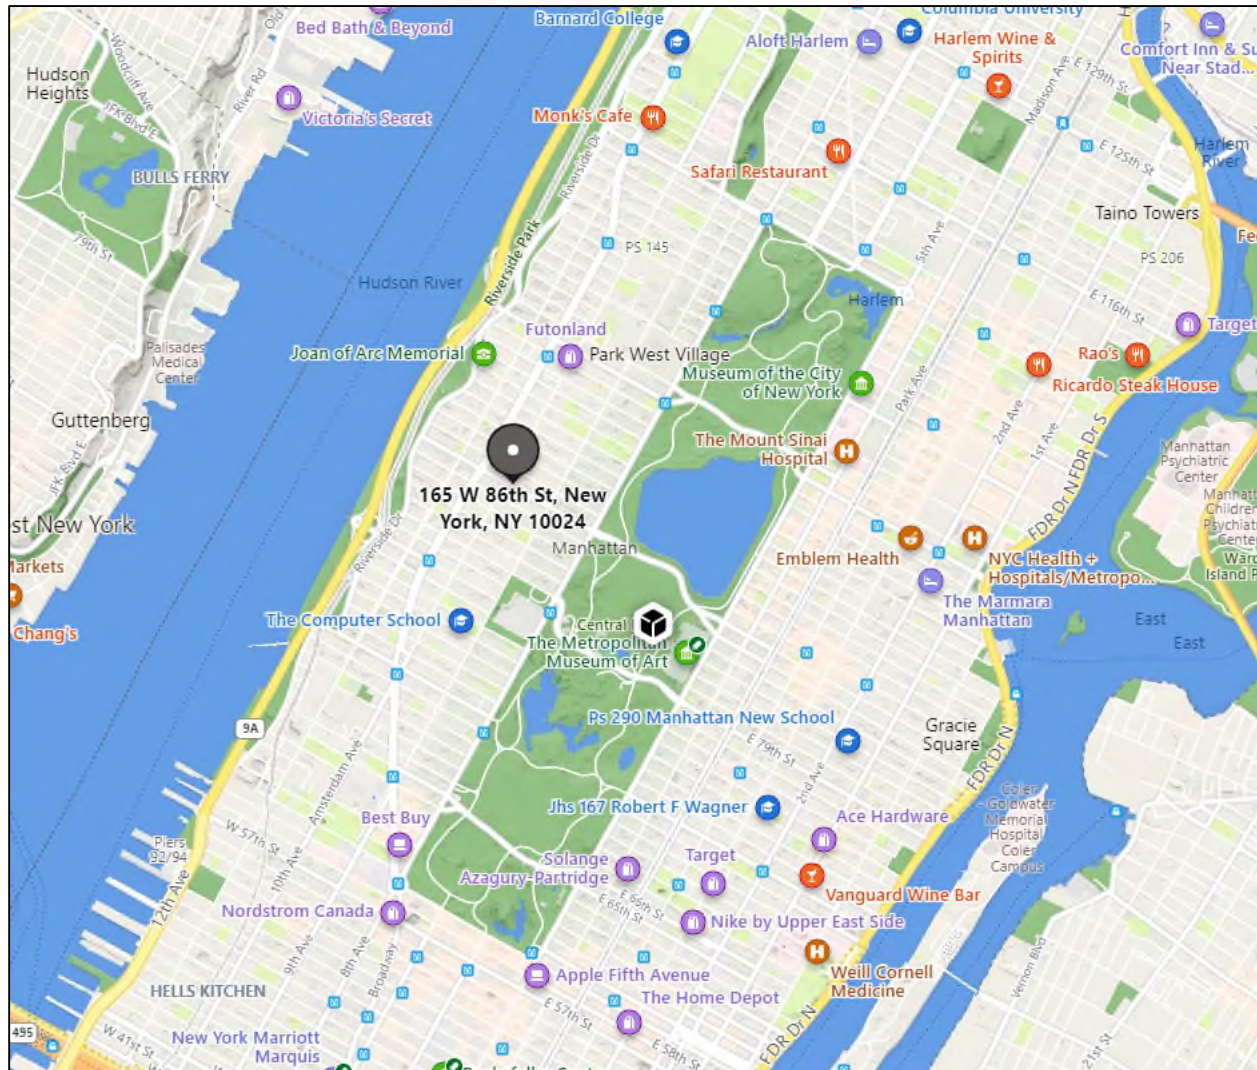 Barnard College
Columbia University
Bed Bath & Beyond
Aloft Harlem
Harlem Wine &
Spirits
Comfort Inn & Su
Near Stad...
Hudson
Heights
Woodcliff Ave
River Rd
JFK Blvd E
Victoria's Secret
Monk's Cafe
Riverside Dr
Madison Ave
E 129th St
E 125th St
Harlem
River
BULLS FERRY
Safari Restaurant
Taino Towers
79th St
Riverside Park
PS 145
5th Ave
PS 206
Hudson River
Harlem
E 116th St
Target
Futonland
Park West Village
Joan of Arc Memorial
Palisades
Medical
Center
Museum of the City
of New York
Park Ave
Rao's
Ricardo Steak House
2nd Ave
1st Ave
Guttenberg
JFK Blvd E
The Mount Sinai
Hospital
FDR Dr S
FDR Dr N
Manhattan
Psychiatric
Center
165 W 86th St, New
York, NY 10024
st New York
Riverside Dr
Manhattan
Emblem Health
NYC Health +
Hospitals/Metropo...
The Marmara
Manhattan
Island P
Chang's
The Computer School
Central
The Metropolitan
Museum of Art
East
East
9A
Ps 290 Manhattan New School
E 79th St
2nd Ave
Gracie
Square
FDR Dr N
Jhs 167 Robert F Wagner
Coler
Goldwater
Memorial
Hospital
Coler
Campus
Amsterdam Ave
Best Buy
Ace Hardware
Piers
92/94
W 57th St
10th Ave
Solange
Azagury-Partridge
Target
Vanguard Wine Bar
E 66th St
E 65th St
12th Ave
Nordstrom Canada
Nike by Upper East Side
9th Ave
8th Ave
Broadway
Apple Fifth Avenue
Weill Cornell
Medicine
Vernon Blvd
HELLS KITCHEN
The Home Depot
E 57th St
495
W 41st St
New York Marriott
Marquis
E 58th St
FDR Dr N
21st St